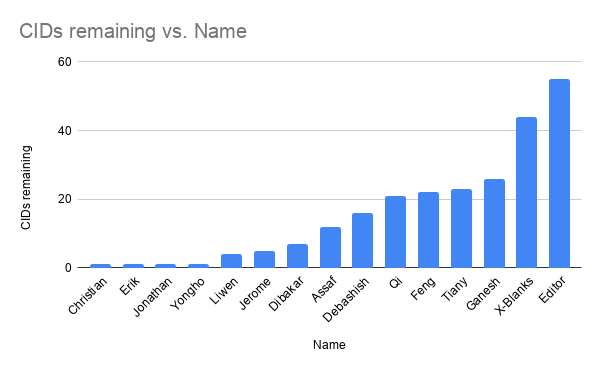 CIDs remaining vs. Name
CIDs remaining
60
40
20
0
Christian
Erik
Jonathan
Yongho
Liwen
Jerome
Dibakar
Assaf
Debashish
Qi
Feng
Tiany
Ganesh
X-Blanks
Editor
Name